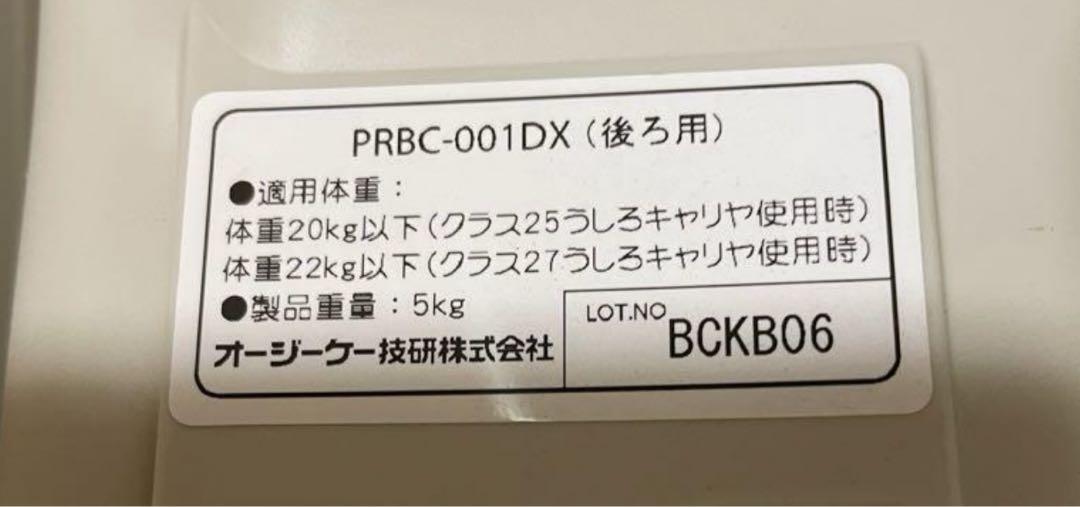 PRBC-001DX（後ろ用）
●適用体重：
体重20kg以下（クラス25うしろキャリヤ使用時）
体重22kg以下（クラス27うしろキャリヤ使用時）
●製品重量：5kg
オージーケー技研株式会社
LOT.NO BCKB06